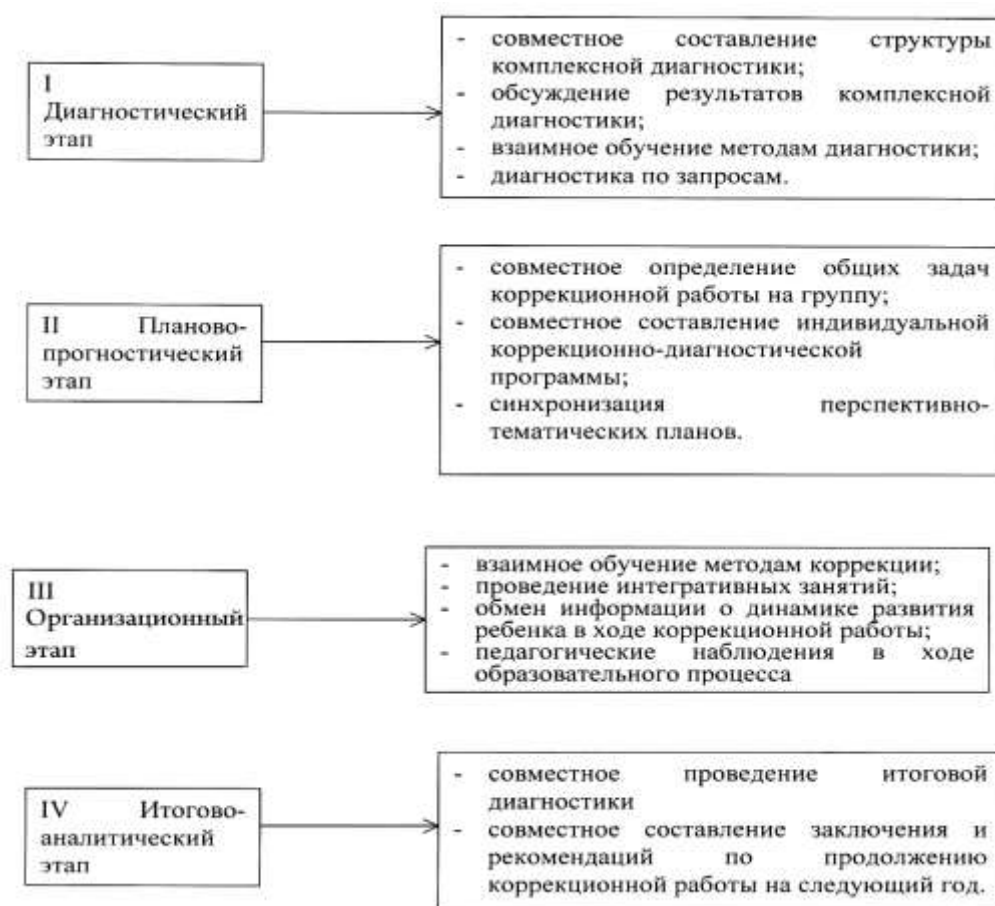 I
Диагностический
этап
- совместное составление структуры
комплексной диагностики;
- обсуждение результатов комплексной
диагностики;
- взаимное обучение методам диагностики;
- диагностика по запросам.
II Планово-
прогностический
этап
- совместное определение общих задач
коррекционной работы на группу;
- совместное составление индивидуальной
коррекционно-диагностической
программы;
- синхронизация перспективно-
тематических планов.
III
Организационный
этап
- взаимное обучение методам коррекции;
- проведение интегративных занятий;
- обмен информации о динамике развития
ребенка в ходе коррекционной работы;
- педагогические наблюдения в ходе
образовательного процесса
IV Итогово-
аналитический
этап
- совместное проведение итоговой
диагностики
- совместное составление заключения и
рекомендаций по продолжению
коррекционной работы на следующий год.